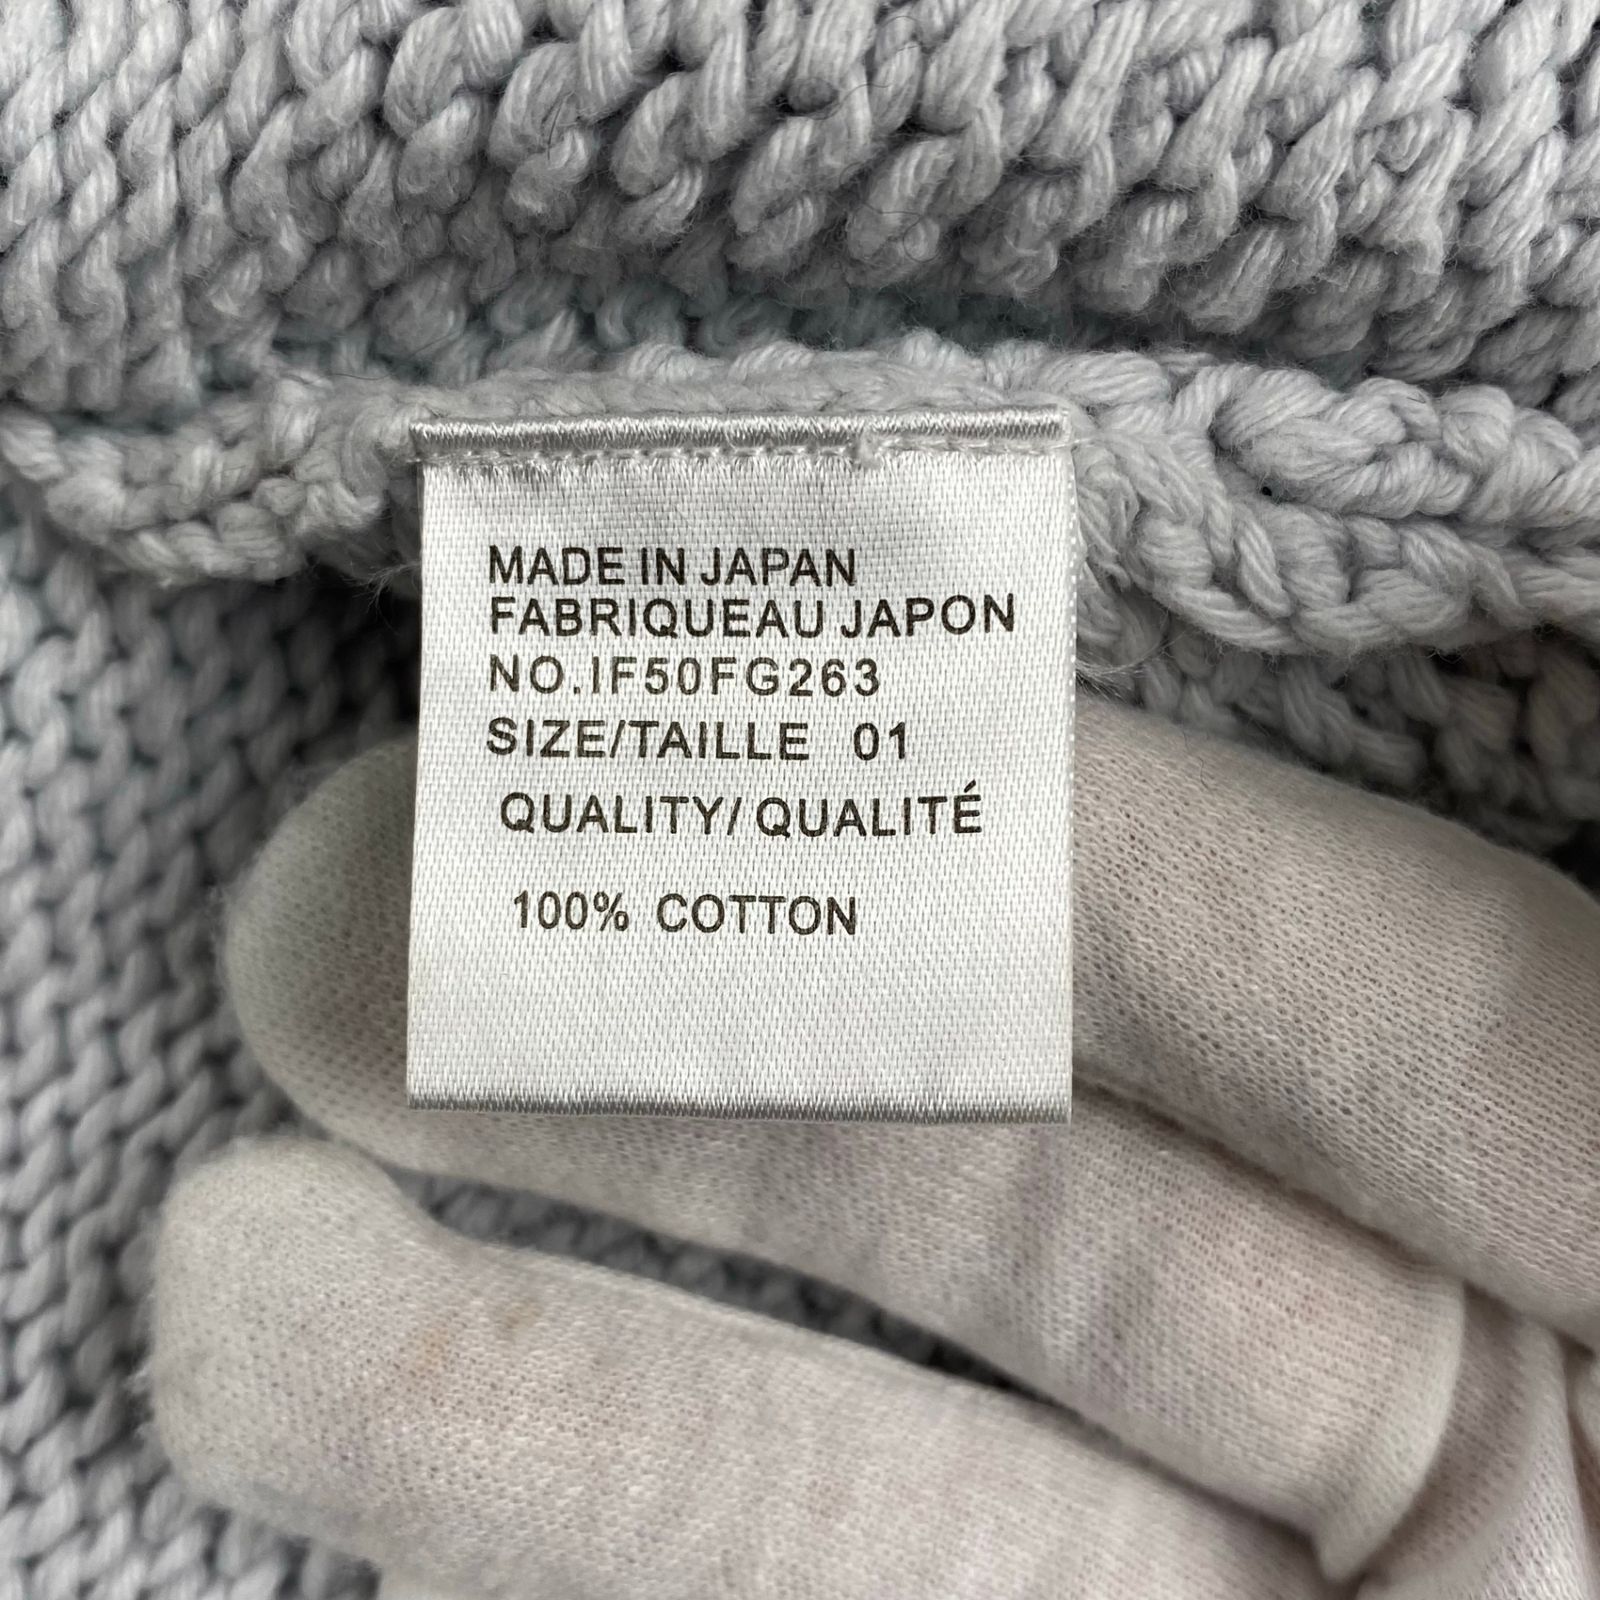 MADE IN JAPAN
FABRIQUEAU JAPON
NO.IF50FG263
SIZE/TAILLE 01
QUALITY/QUALITÉ
100% COTTON